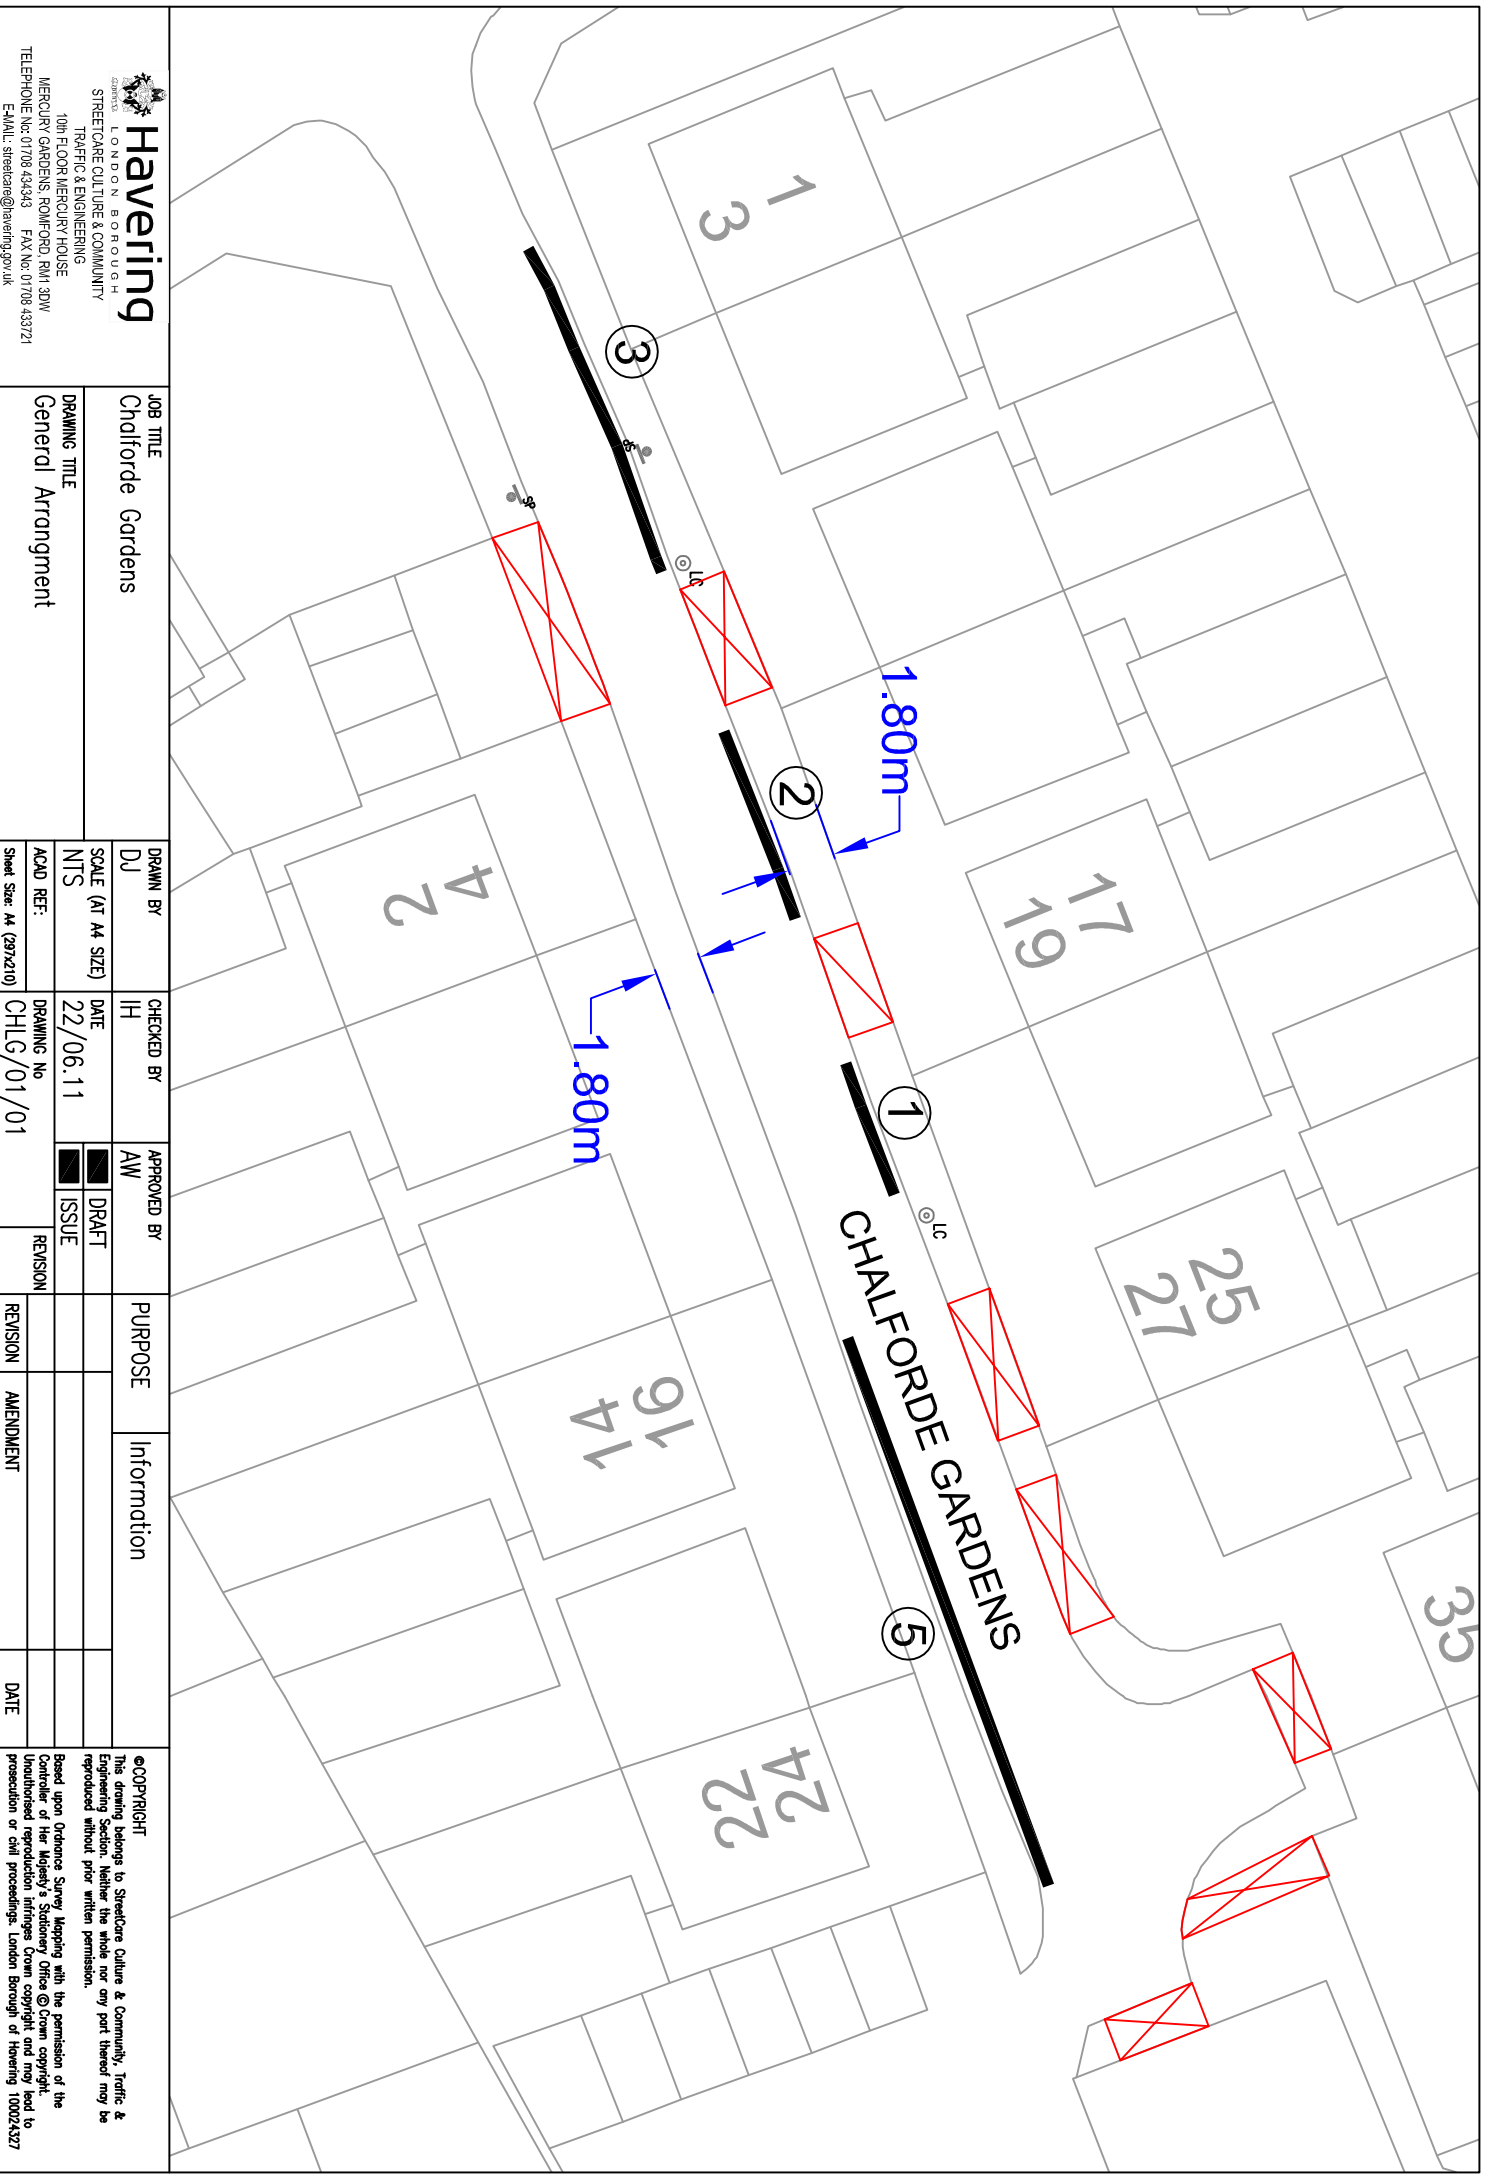 1
3
17
19
25
27
35
③
②
①
⑤
SP
SP
LC
LC
1.80m
1.80m
CHALFORDE GARDENS
4
2
16
14
24
22
Havering
LONDON BOROUGH
STREETCARE CULTURE & COMMUNITY
TRAFFIC & ENGINEERING
10th FLOOR MERCURY HOUSE
MERCURY GARDENS, ROMFORD, RM1 3DW
TELEPHONE No: 01708 434343 FAX No: 01708 433721
E-MAIL: streetcare@havering.gov.uk
JOB TITLE
Chalforde Gardens
DRAWING TITLE
General Arrangment
DRAWN BY
DJ
CHECKED BY
IH
APPROVED BY
AW
SCALE (AT A4 SIZE)
NTS
DATE
22/06.11
DRAFT
ISSUE
ACAD REF:
Sheet Size: A4 (297x210)
DRAWING No
CHLG/01/01
REVISION
PURPOSE
Information
REVISION
AMENDMENT
DATE
©COPYRIGHT
This drawing belongs to StreetCare Culture & Community, Traffic &
Engineering Section. Neither the whole nor any part thereof may be
reproduced without prior written permission.
Based upon Ordnance Survey Mapping with the permission of the
Controller of Her Majesty's Stationery Office © Crown copyright.
Unauthorised reproduction infringes Crown copyright and may lead to
prosecution or civil proceedings. London Borough of Havering 100024327